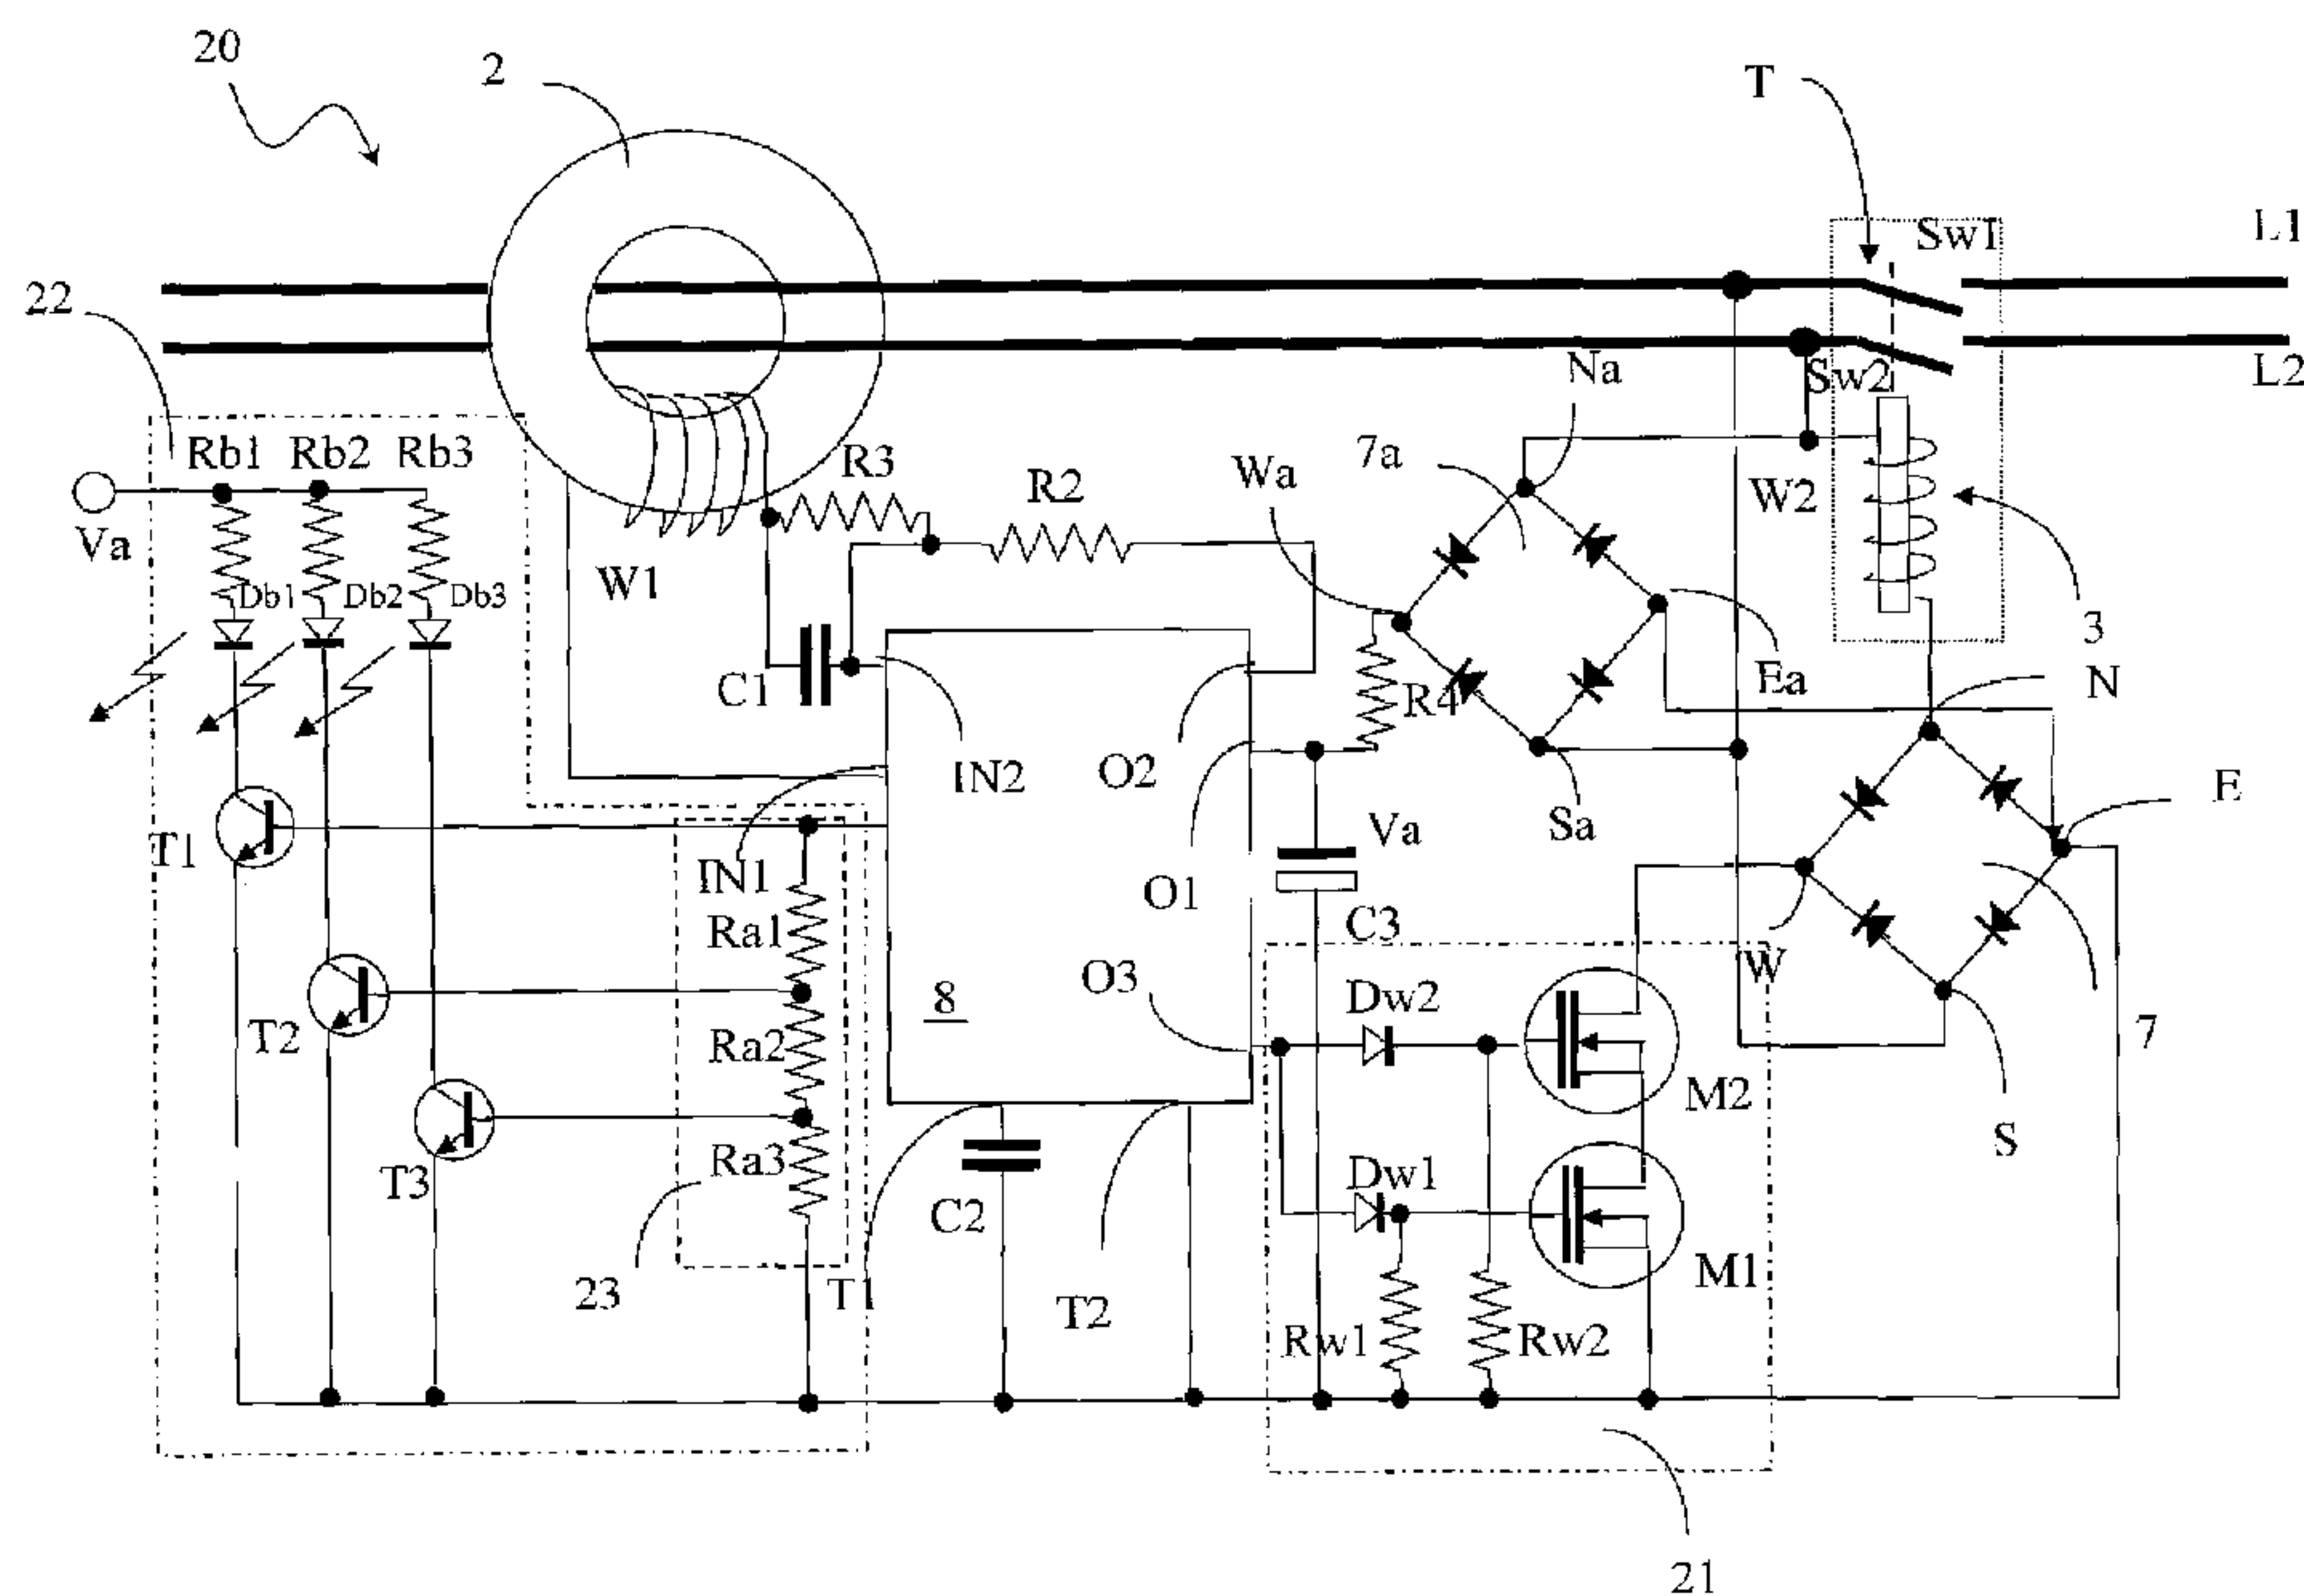 20
2
T
Sw1
L1
22
Na
Sw2
L2
Rb1 Rb2 Rb3
R3
7a
Wa
R2
W2
Va
W1
Db1 Db2 Db3
3
C1
R4
Ea
N
IN2
O2
E
Sa
Va
T1
IN1
O1
Ra1
C3
W
8
O3
Dw2
T2
Ra2
7
M2
S
Ra3
Dw1
T3
C2
M1
23
T1
T2
Rw1
Rw2
21